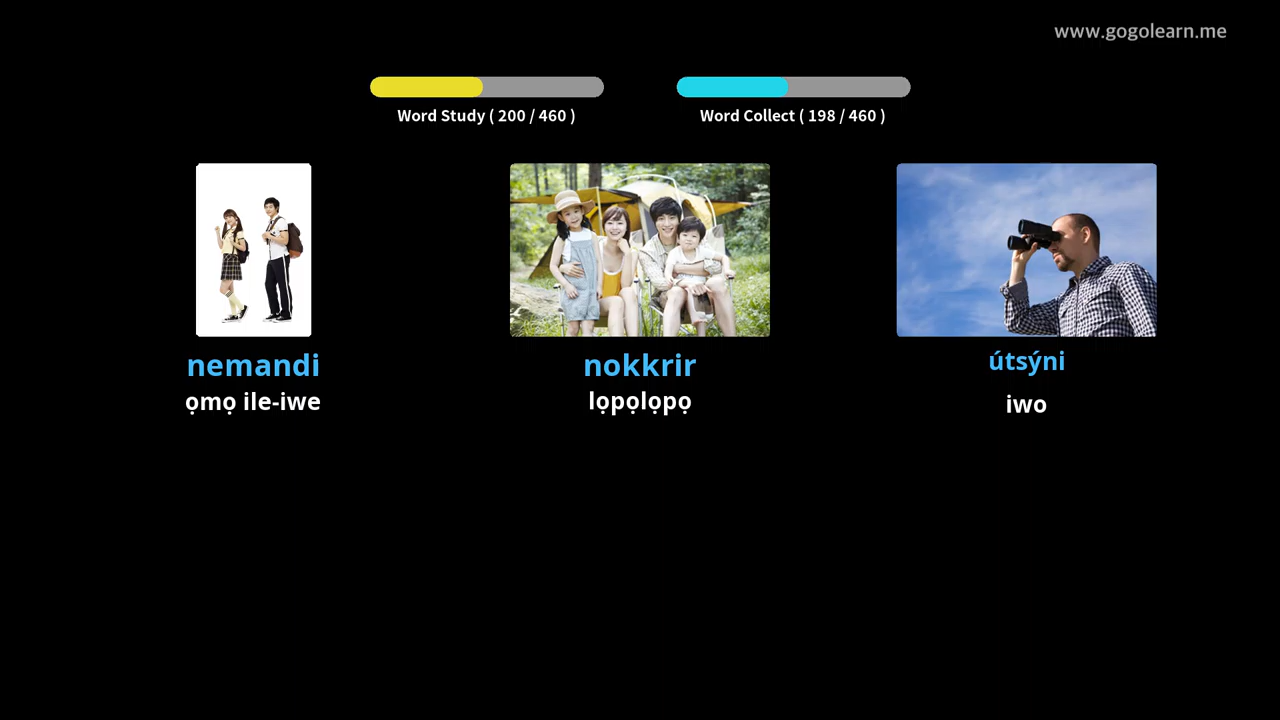 www.gogolearn.me
Word Study ( 200 / 460 )
Word Collect ( 198 / 460 )
nemandi
ọmọ ile-iwe
nokkrir
lọpọlọpọ
útsýni
iwo